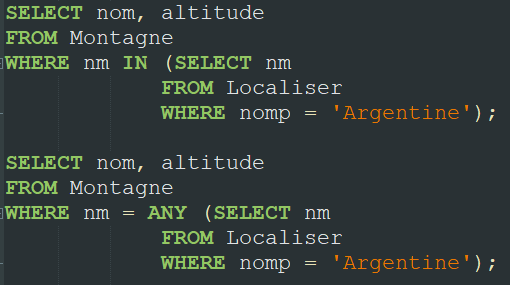 SELECT nom, altitude
FROM Montagne
WHERE nm IN (SELECT nm
FROM Localiser
WHERE nomp = 'Argentine');
SELECT nom, altitude
FROM Montagne
WHERE nm = ANY (SELECT nm
FROM Localiser
WHERE nomp = 'Argentine');